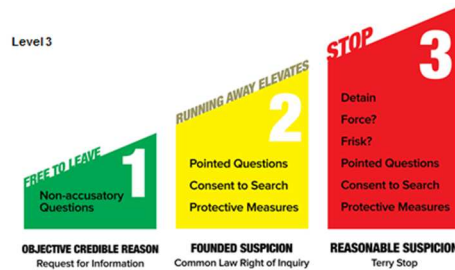 Level 3
FREE TO LEAVE
1
Non-accusatory
Questions
OBJECTIVE CREDIBLE REASON
Request for Information
RUNNING AWAY ELEVATES
2
Pointed Questions
Consent to Search
Protective Measures
FOUNDED SUSPICION
Common Law Right of Inquiry
STOP
3
Detain
Force?
Frisk?
Pointed Questions
Consent to Search
Protective Measures
REASONABLE SUSPICION
Terry Stop